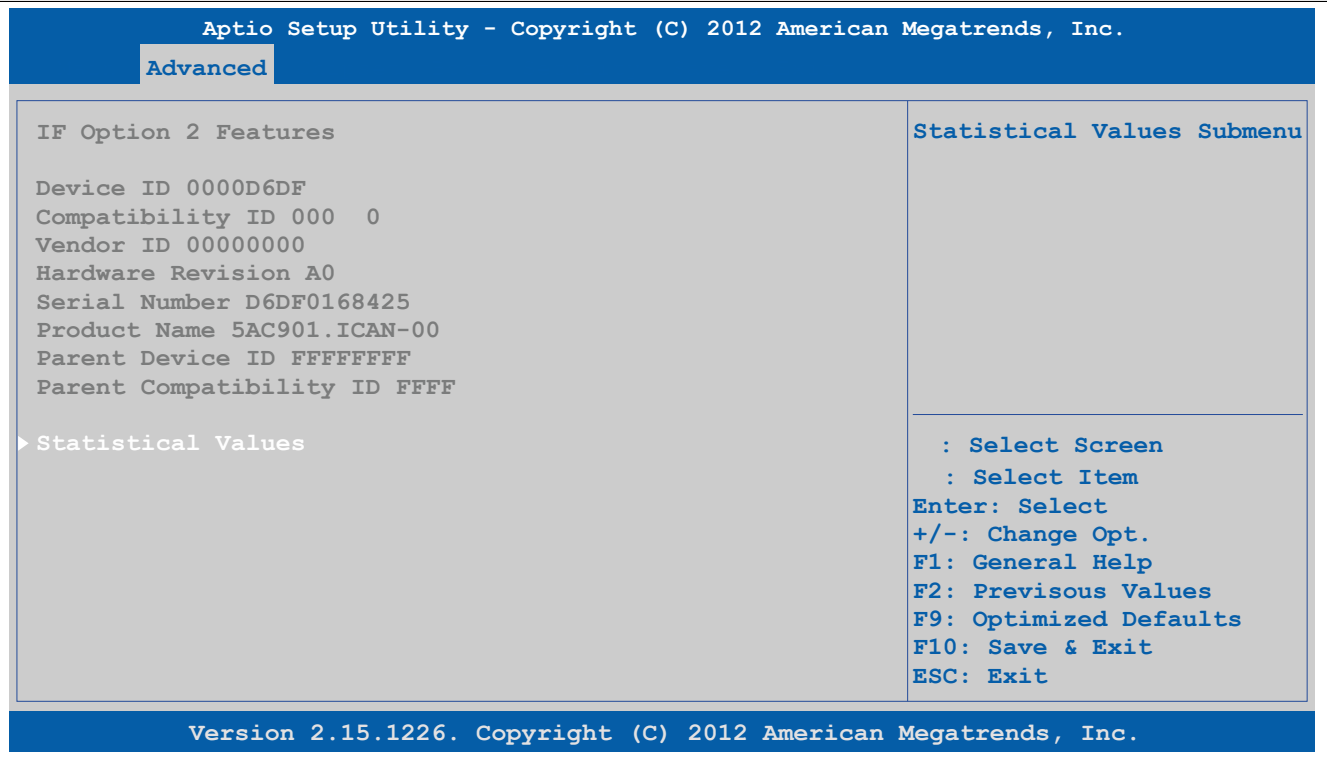 Aptio Setup Utility - Copyright (C) 2012 American Megatrends, Inc.
Advanced
IF Option 2 Features
Device ID 0000D6DF
Compatibility ID 000  0
Vendor ID 00000000
Hardware Revision A0
Serial Number D6DF0168425
Product Name 5AC901.ICAN-00
Parent Device ID FFFFFFFF
Parent Compatibility ID FFFF
Statistical Values
Statistical Values Submenu
: Select Screen
: Select Item
Enter: Select
+/-: Change Opt.
F1: General Help
F2: Previsous Values
F9: Optimized Defaults
F10: Save & Exit
ESC: Exit
Version 2.15.1226. Copyright (C) 2012 American Megatrends, Inc.